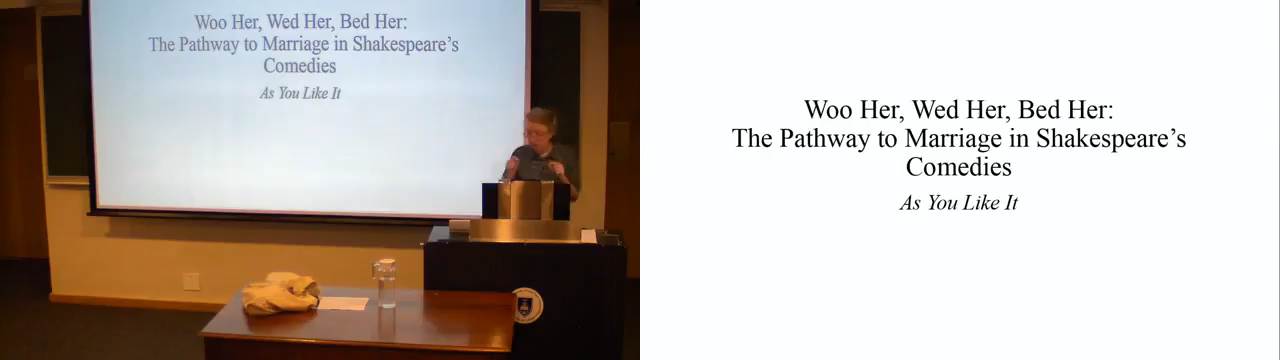 Woo Her, Wed Her, Bed Her:
The Pathway to Marriage in Shakespeare's
Comedies
As You Like It
Woo Her, Wed Her, Bed Her:
The Pathway to Marriage in Shakespeare's
Comedies
As You Like It